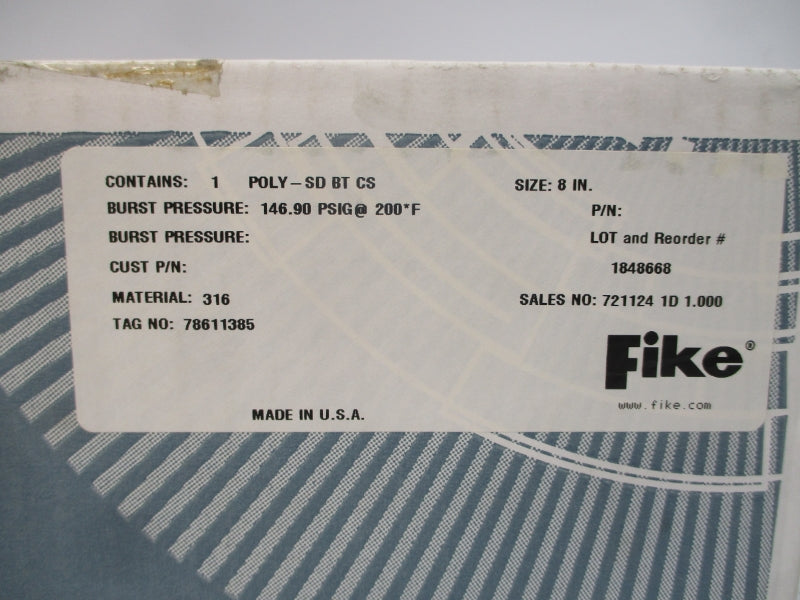 CONTAINS: 1 POLY-SD BT CS SIZE: 8 IN.
BURST PRESSURE: 146.90 PSIG@ 200*F P/N:
BURST PRESSURE: LOT and Reorder #
CUST P/N: 1848668
MATERIAL: 316 SALES NO: 721124 1D 1.000
TAG NO: 78611385
Fike®
www.fike.com
MADE IN U.S.A.